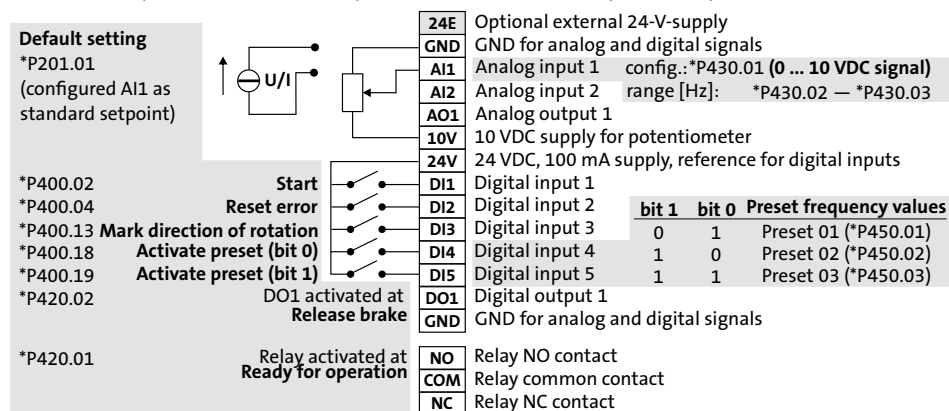 24E Optional external 24-V-supply
Default setting GND GND for analog and digital signals
*P201.01 U/I AI1 Analog input 1 config.:*P430.01 (0 ... 10 VDC signal)
(configured AI1 as AI2 Analog input 2 range [Hz]: *P430.02 — *P430.03
standard setpoint) AO1 Analog output 1
10V 10 VDC supply for potentiometer
24V 24 VDC, 100 mA supply, reference for digital inputs
*P400.02 Start DI1 Digital input 1
*P400.04 Reset error DI2 Digital input 2 bit 1 bit 0 Preset frequency values
*P400.13 Mark direction of rotation DI3 Digital input 3 0 1 Preset 01 (*P450.01)
*P400.18 Activate preset (bit 0) DI4 Digital input 4 1 0 Preset 02 (*P450.02)
*P400.19 Activate preset (bit 1) DI5 Digital input 5 1 1 Preset 03 (*P450.03)
*P420.02 DO1 activated at DO1 Digital output 1
Release brake GND GND for analog and digital signals
*P420.01 Relay activated at NO Relay NO contact
Ready for operation COM Relay common contact
NC Relay NC contact